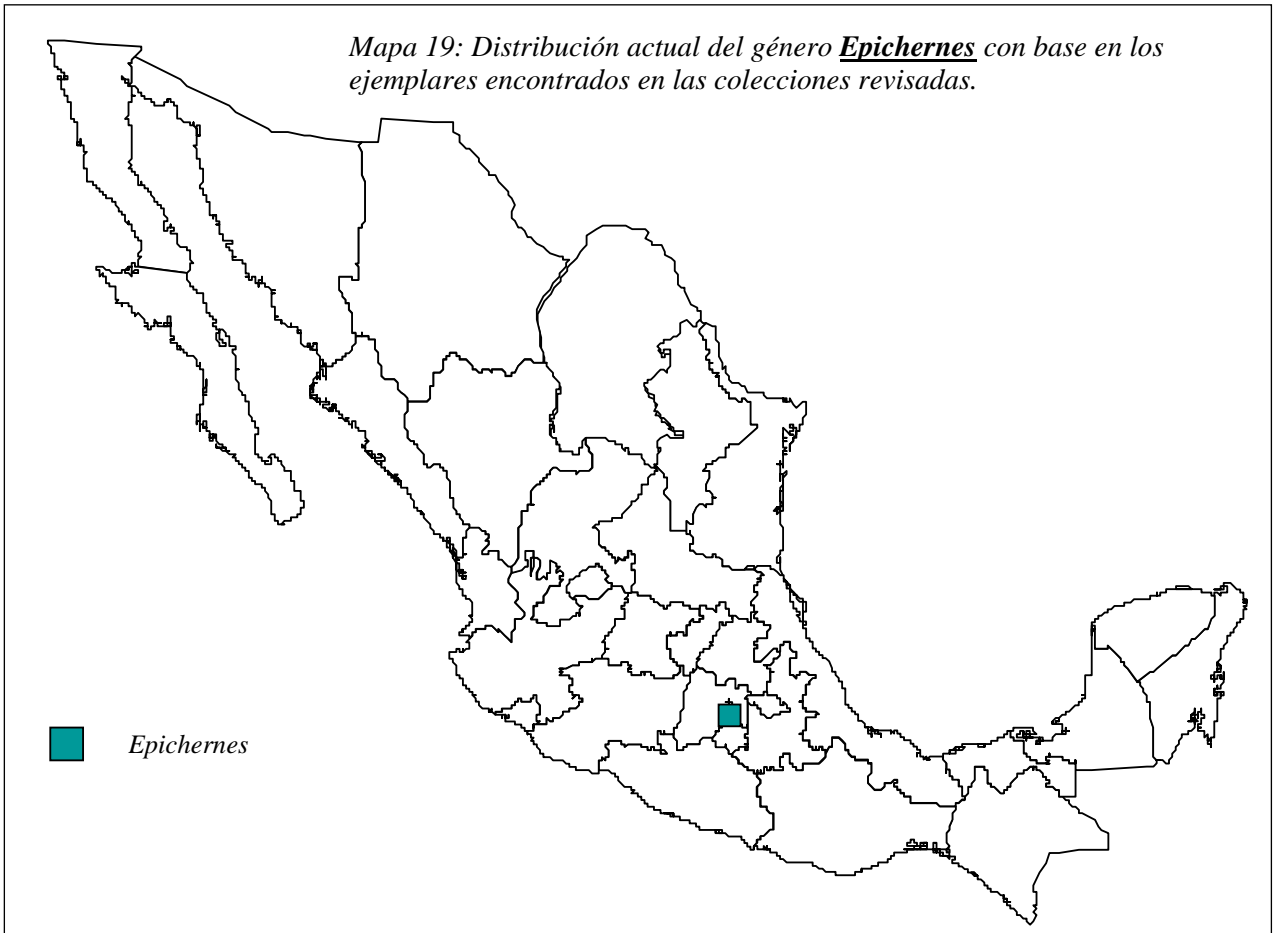 Mapa 19: Distribución actual del género Epichernes con base en los
ejemplares encontrados en las colecciones revisadas.
Epichernes